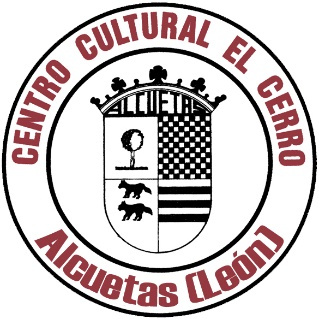 CENTRO CULTURAL EL CERRO
ALCUETAS
Alcuetas (León)